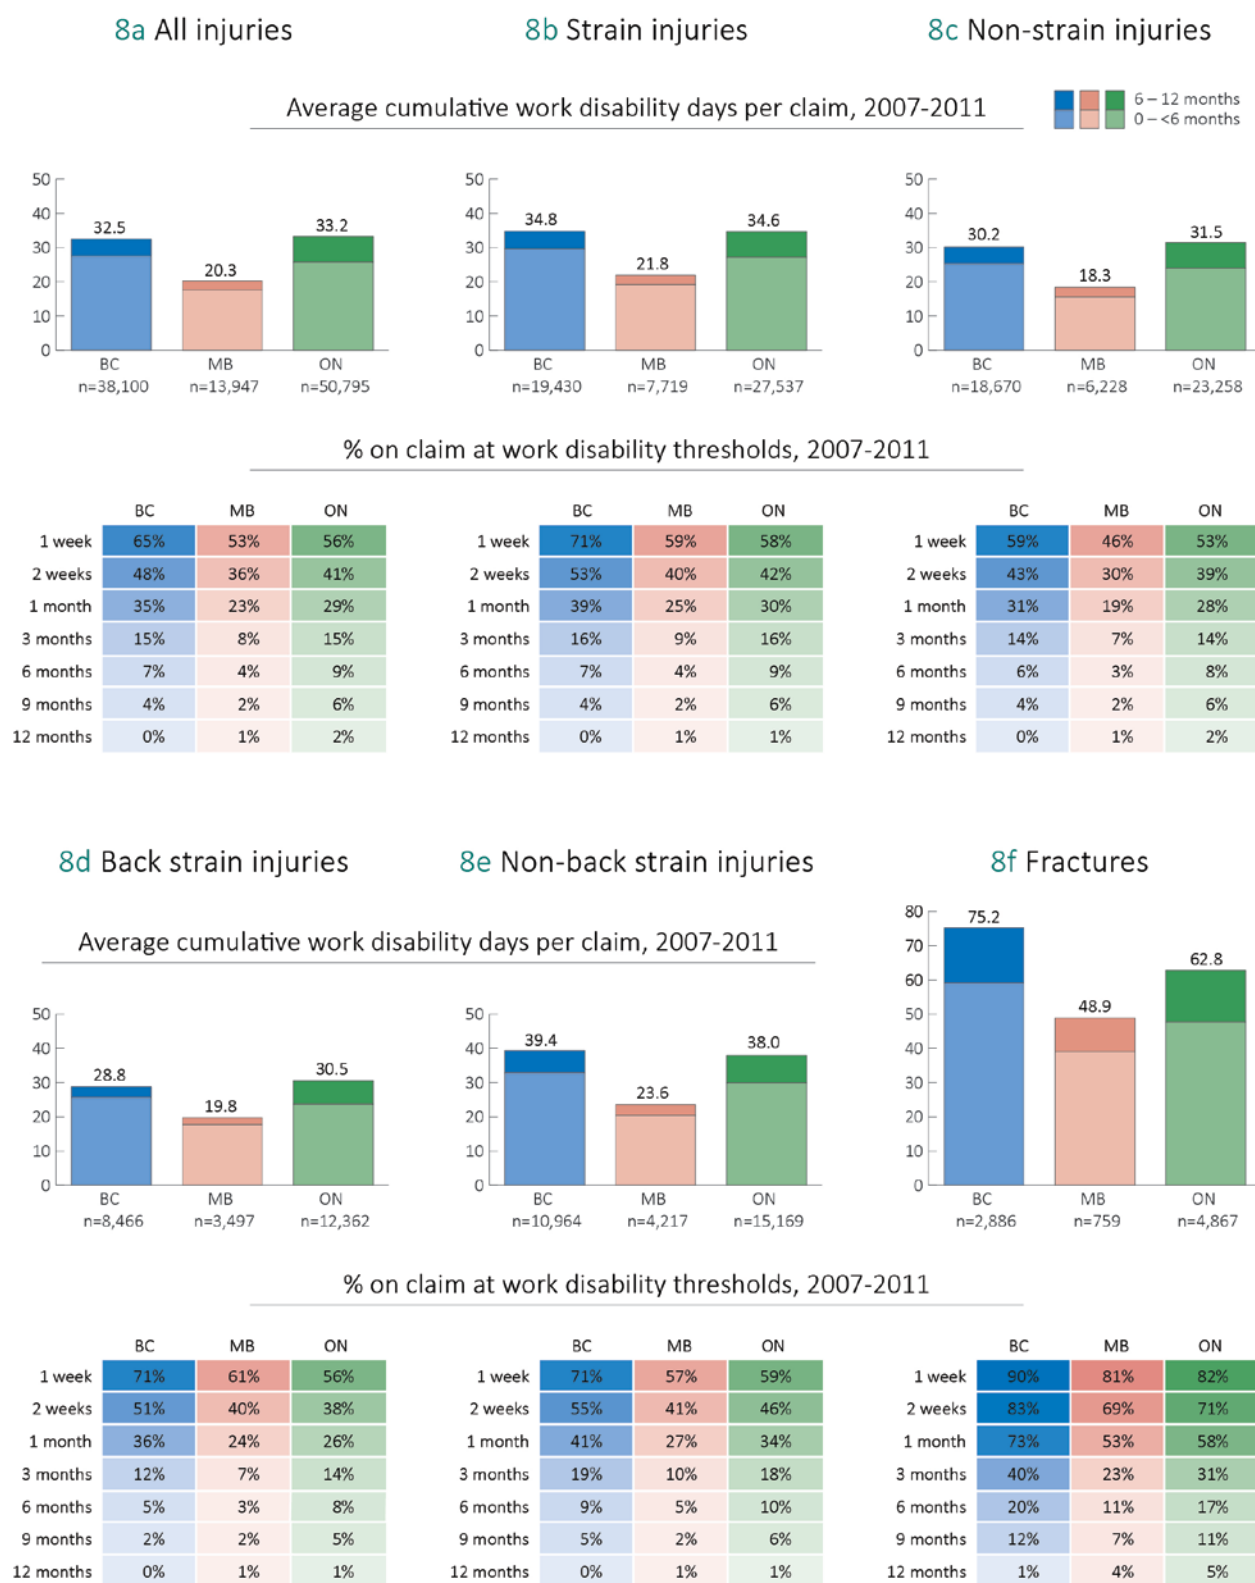 8a All injuries
8b Strain injuries
8c Non-strain injuries
Average cumulative work disability days per claim, 2007-2011
6 – 12 months
0 – <6 months
50
40
30
20
10
0
32.5
20.3
33.2
BC
MB
ON
n=38,100
n=13,947
n=50,795
50
40
30
20
10
0
34.8
21.8
34.6
BC
MB
ON
n=19,430
n=7,719
n=27,537
50
40
30
20
10
0
30.2
18.3
31.5
BC
MB
ON
n=18,670
n=6,228
n=23,258
% on claim at work disability thresholds, 2007-2011
BC MB ON
1 week 65% 53% 56%
2 weeks 48% 36% 41%
1 month 35% 23% 29%
3 months 15% 8% 15%
6 months 7% 4% 9%
9 months 4% 2% 6%
12 months 0% 1% 2%
BC MB ON
1 week 71% 59% 58%
2 weeks 53% 40% 42%
1 month 39% 25% 30%
3 months 16% 9% 16%
6 months 7% 4% 9%
9 months 4% 2% 6%
12 months 0% 1% 1%
BC MB ON
1 week 59% 46% 53%
2 weeks 43% 30% 39%
1 month 31% 19% 28%
3 months 14% 7% 14%
6 months 6% 3% 8%
9 months 4% 2% 6%
12 months 0% 1% 2%
8d Back strain injuries
8e Non-back strain injuries
8f Fractures
Average cumulative work disability days per claim, 2007-2011
50
40
30
20
10
0
28.8
19.8
30.5
BC
MB
ON
n=8,466
n=3,497
n=12,362
50
40
30
20
10
0
39.4
23.6
38.0
BC
MB
ON
n=10,964
n=4,217
n=15,169
80
70
60
50
40
30
20
10
0
75.2
48.9
62.8
BC
MB
ON
n=2,886
n=759
n=4,867
% on claim at work disability thresholds, 2007-2011
BC MB ON
1 week 71% 61% 56%
2 weeks 51% 40% 38%
1 month 36% 24% 26%
3 months 12% 7% 14%
6 months 5% 3% 8%
9 months 2% 2% 5%
12 months 0% 1% 1%
BC MB ON
1 week 71% 57% 59%
2 weeks 55% 41% 46%
1 month 41% 27% 34%
3 months 19% 10% 18%
6 months 9% 5% 10%
9 months 5% 2% 6%
12 months 0% 1% 1%
BC MB ON
1 week 90% 81% 82%
2 weeks 83% 69% 71%
1 month 73% 53% 58%
3 months 40% 23% 31%
6 months 20% 11% 17%
9 months 12% 7% 11%
12 months 1% 4% 5%